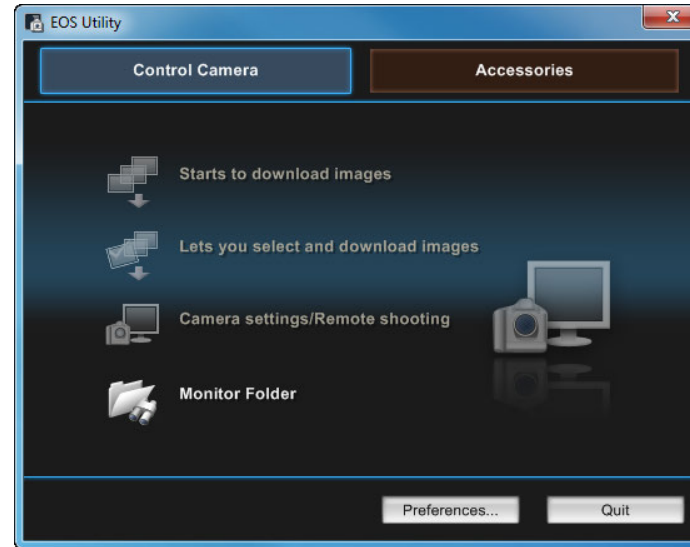 EOS Utility
Control Camera
Accessories
Starts to download images
Lets you select and download images
Camera settings/Remote shooting
Monitor Folder
Preferences...
Quit